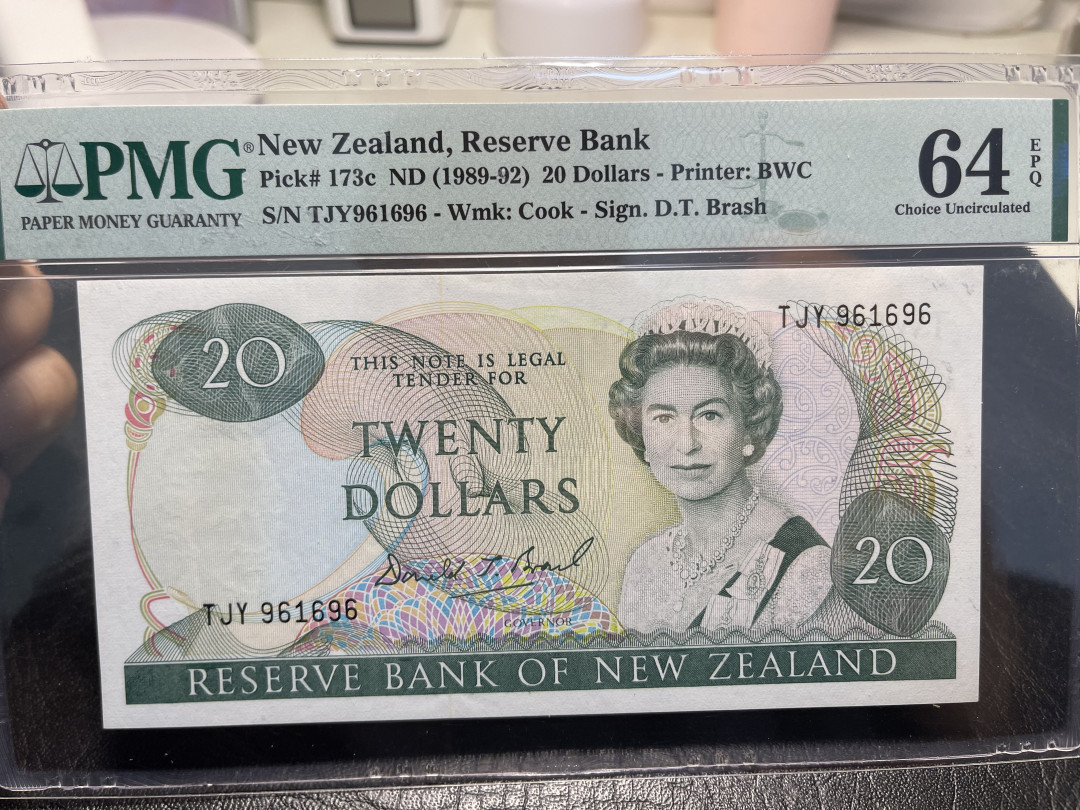 PMG®
PAPER MONEY GUARANTY
New Zealand, Reserve Bank
Pick# 173c ND (1989-92) 20 Dollars - Printer: BWC
S/N TJY961696 - Wmk: Cook - Sign. D.T. Brash
64
EPQ
Choice Uncirculated
TJY 961696
20
THIS NOTE IS LEGAL
TENDER FOR
TWENTY
DOLLARS
Donald T. Brash
GOVERNOR
20
TJY 961696
RESERVE BANK OF NEW ZEALAND